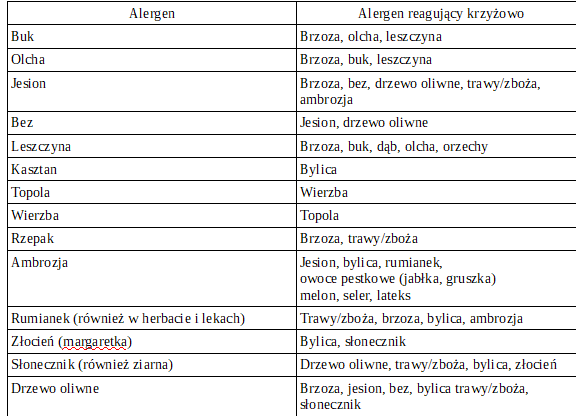 Alergen Alergen reagujący krzyżowo
Buk Brzoza, olcha, leszczyna
Olcha Brzoza, buk, leszczyna
Jesion Brzoza, bez, drzewo oliwne, trawy/zboża,
ambrozja
Bez Jesion, drzewo oliwne
Leszczyna Brzoza, buk, dąb, olcha, orzechy
Kasztan Bylica
Topola Wierzba
Wierzba Topola
Rzepak Brzoza, trawy/zboża
Ambrozja Jesion, bylica, rumianek,
owoce pestkowe (jabłka, gruszka)
melon, seler, lateks
Rumianek (również w herbacie i lekach) Trawy/zboża, brzoza, bylica, ambrozja
Złocień (margaretka) Bylica, słonecznik
Słonecznik (również ziarna) Drzewo oliwne, trawy/zboża, bylica, złocień
Drzewo oliwne Brzoza, jesion, bez, bylica trawy/zboża,
słonecznik